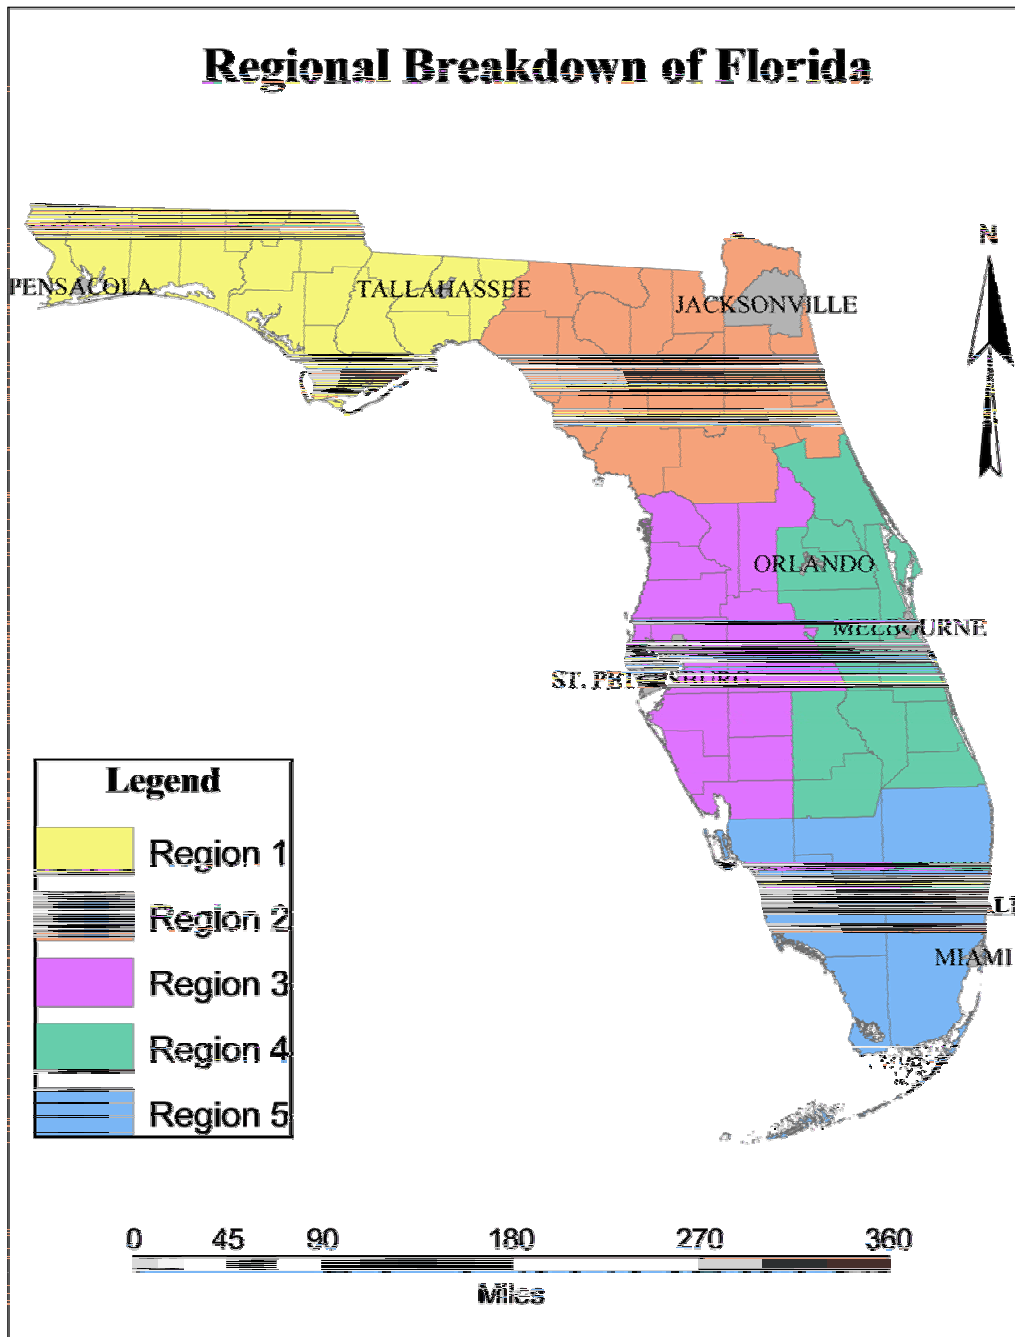 Regional Breakdown of Florida
N
PENSACOLA
TALLAHASSEE
JACKSONVILLE
ORLANDO
MELBOURNE
MIAMI
Legend
Region 1
Region 2
Region 3
Region 4
Region 5
0 45 90 180 270 360
Miles